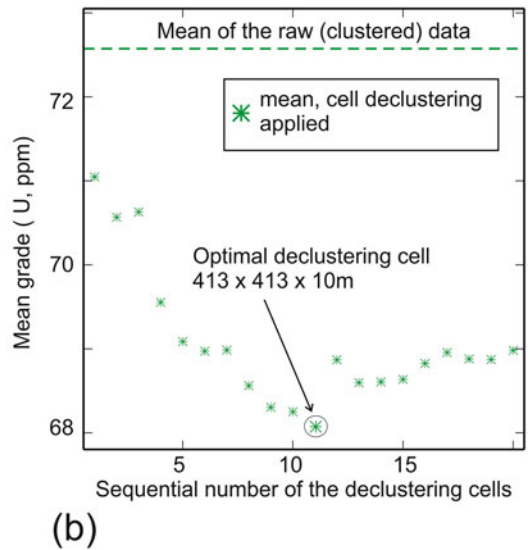 Mean of the raw (clustered) data
72
mean, cell declustering
applied
Mean grade ( U, ppm)
70
Optimal declustering cell
413 x 413 x 10m
68
5 10 15
Sequential number of the declustering cells
(b)